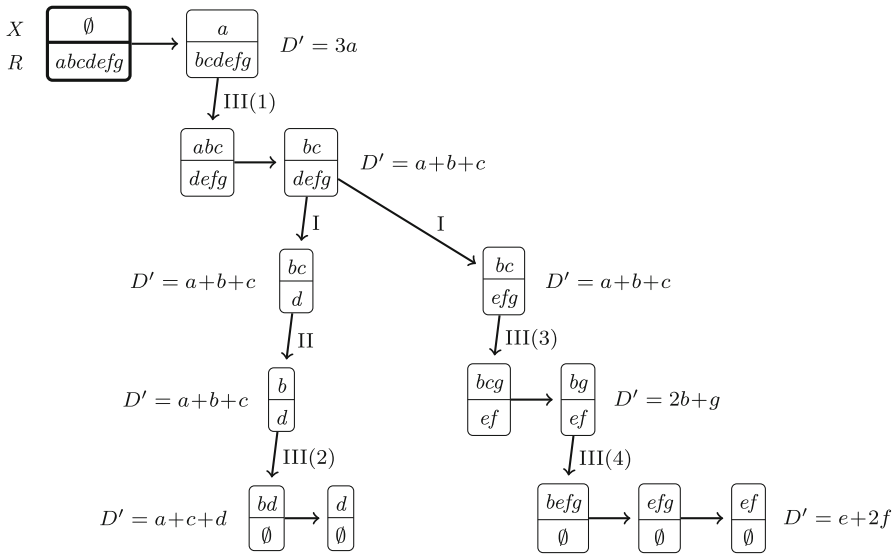 X ∅ a
R abcdefg bcdefg D′ = 3a
III(1)
abc bc
defg defg D′ = a+b+c
I I
bc bc
D′ = a+b+c d efg D′ = a+b+c
II III(3)
b bcg bg
D′ = a+b+c d ef ef D′ = 2b+g
III(2) III(4)
bd d befg efg ef
D′ = a+c+d ∅ ∅ ∅ ∅ ∅ D′ = e+2f